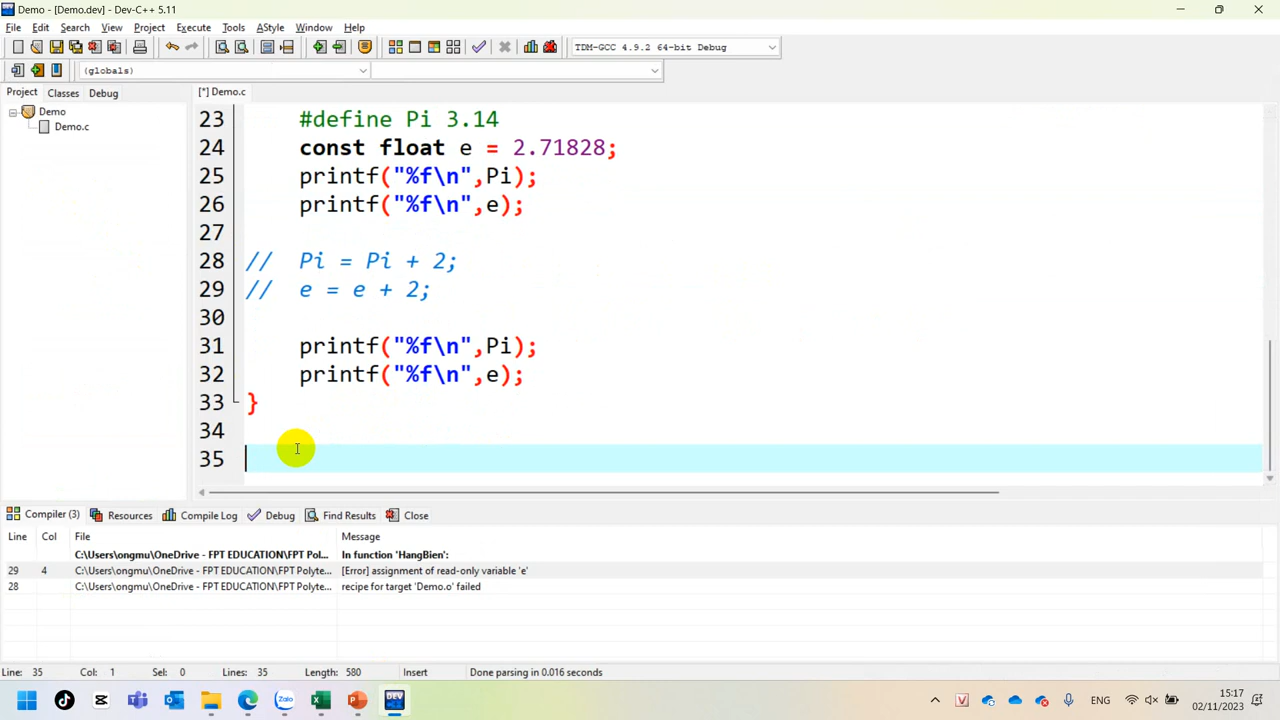 Demo - [Demo.dev] - Dev-C++ 5.11
File Edit Search View Project Execute Tools AStyle Window Help
TDM-GCC 4.9.2 64-bit Debug
(globals)
Project Classes Debug
[*] Demo.c
Demo
Demo.c
23 #define Pi 3.14
24 const float e = 2.71828;
25 printf("%f\n",Pi);
26 printf("%f\n",e);
27
28 // Pi = Pi + 2;
29 // e = e + 2;
30
31 printf("%f\n",Pi);
32 printf("%f\n",e);
33 }
34
35
Compiler (3) Resources Compile Log Debug Find Results Close
Line Col File Message
C:\Users\ongmu\OneDrive - FPT EDUCATION\FPT Pol... In function 'HangBien':
29 4 C:\Users\ongmu\OneDrive - FPT EDUCATION\FPT Polyte... [Error] assignment of read-only variable 'e'
28 C:\Users\ongmu\OneDrive - FPT EDUCATION\FPT Polyte... recipe for target 'Demo.o' failed
Line: 35 Col: 1 Sel: 0 Lines: 35 Length: 580 Insert Done parsing in 0.016 seconds
Zalo
DEV
V
ENG
15:17
02/11/2023